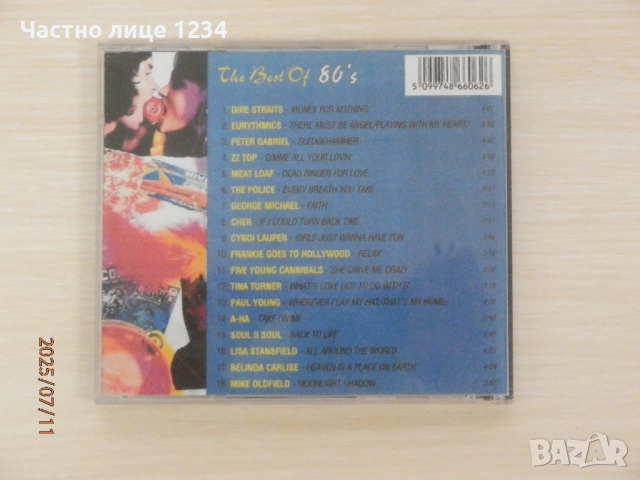 Частно лице 1234
The Best Of 80's
5 099748 660626
1 DIRE STRAITS - MONEY FOR NOTHING
2 EURYTHMICS - THERE MUST BE ANGEL/PLAYING WITH MY HEART/
3 PETER GABRIEL - SLEDGEHAMMER
4 ZZ TOP - GIMME ALL YOUR LOVIN
5 MEAT LOAF - DEAD RINGER FOR LOVE
6 THE POLICE - EVERY BREATH YOU TAKE
7 GEORGE MICHAEL - FAITH
8 CHER - IF I COULD TURN BACK TIME
9 CYNDI LAUPER - GIRLS JUST WANNA HAVE FUN
10 FRANKIE GOES TO HOLLYWOOD - RELAX
11 FIVE YOUNG CANNIBALS - SHE DRIVE ME CRAZY
12 TINA TURNER - WHAT'S LOVE GOT TO DO WITH IT
13 PAUL YOUNG - WHEREVER I LAY MY HAT/THAT'S MY HOME/
14 A-HA - TAKE ON ME
15 SOUL II SOUL - BACK TO LIFE
16 LISA STANSFIELD - ALL AROUND THE WORLD
17 BELINDA CARLISE - HEAVEN IS A PLACE ON EARTH
18 MIKE OLDFIELD - MOONLIGHT SHADOW
2025/07/11
BAZAR